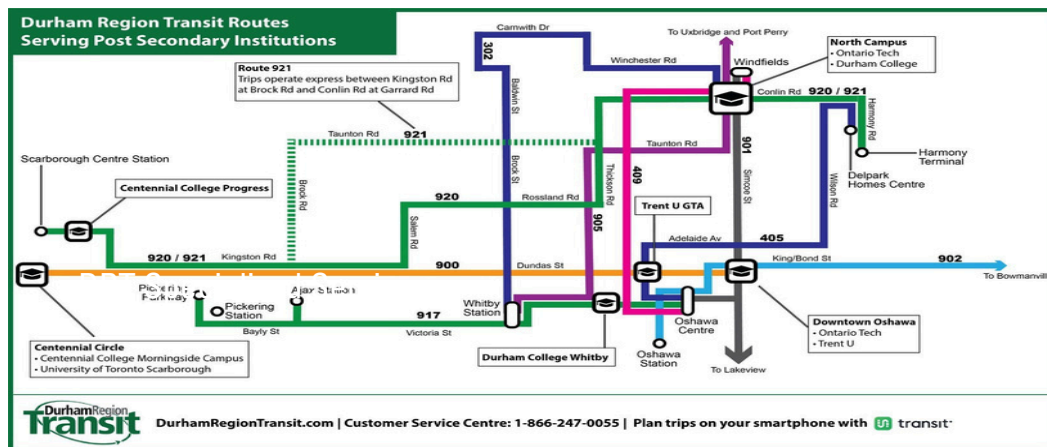 Durham Region Transit Routes
Serving Post Secondary Institutions
Carnwith Dr
302
Winchester Rd
To Uxbridge and Port Perry
Windfields
North Campus
• Ontario Tech
• Durham College
Route 921
Trips operate express between Kingston Rd
at Brock Rd and Conlin Rd at Garrard Rd
Baldwin St
Conlin Rd
920 / 921
Harmony Rd
Taunton Rd
921
Taunton Rd
901
Scarborough Centre Station
Brock St
Harmony
Terminal
Delpark
Homes Centre
Centennial College Progress
Brock Rd
920
Rossland Rd
Thickson Rd
409
Simcoe St
Wilson Rd
Salem Rd
905
Trent U GTA
Adelaide Av
405
920 / 921
Kingston Rd
900
Dundas St
King/Bond St
902
To Bowmanville
Pickering
Parkway
Ajax Station
Pickering
Station
917
Whitby
Station
Bayly St
Victoria St
Oshawa
Centre
Downtown Oshawa
• Ontario Tech
• Trent U
Centennial Circle
• Centennial College Morningside Campus
• University of Toronto Scarborough
Durham College Whitby
Oshawa
Station
To Lakeview
DurhamRegion
Transit
DurhamRegionTransit.com | Customer Service Centre: 1-866-247-0055 | Plan trips on your smartphone with transit